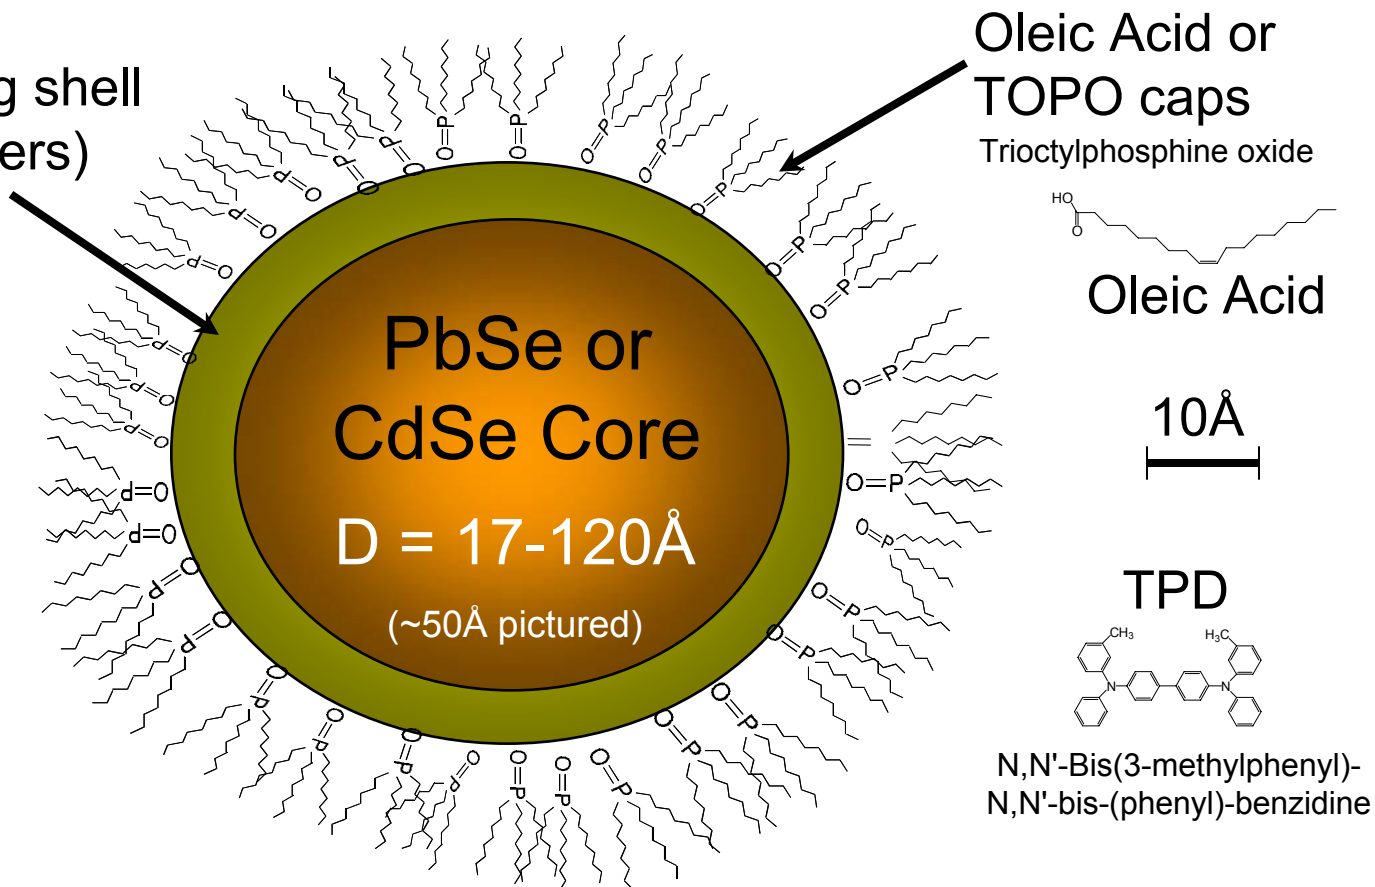 g shell
ers)
Oleic Acid or
TOPO caps
Trioctylphosphine oxide
HO
O
Oleic Acid
PbSe or
CdSe Core
D = 17-120Å
(~50Å pictured)
10Å
TPD
CH₃
H₃C
N
N
N,N'-Bis(3-methylphenyl)-
N,N'-bis-(phenyl)-benzidine